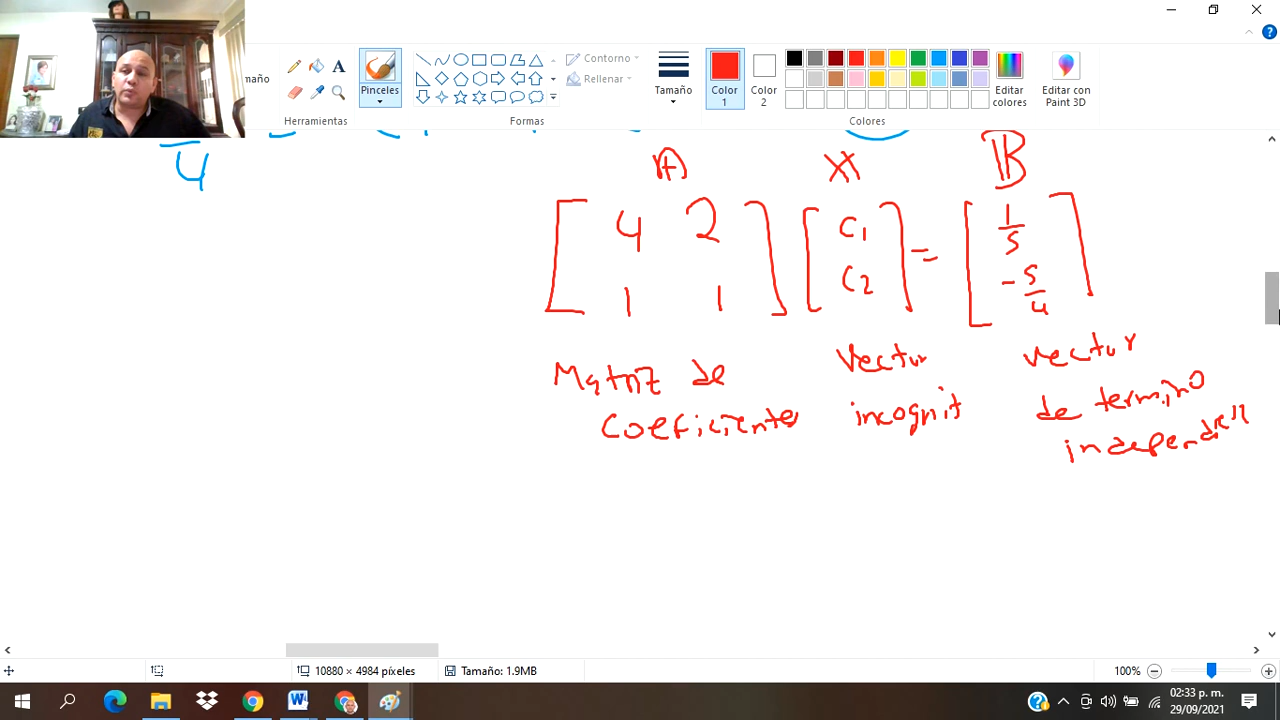 Contorno
Rellenar
Pinceles
Tamaño
Color 1
Color 2
Editar colores
Editar con Paint 3D
Herramientas
Formas
Colores
4
A X B
[ 4 2 ] [ C1 ] = [ 1/5 ]
[ 1 1 ] [ C2 ] [ -5/4 ]
Matriz de
coeficiente
Vector
incognit
Vector
de termino
10880 × 4984 píxeles
Tamaño: 1.9MB
100%
02:33 p. m.
29/09/2021